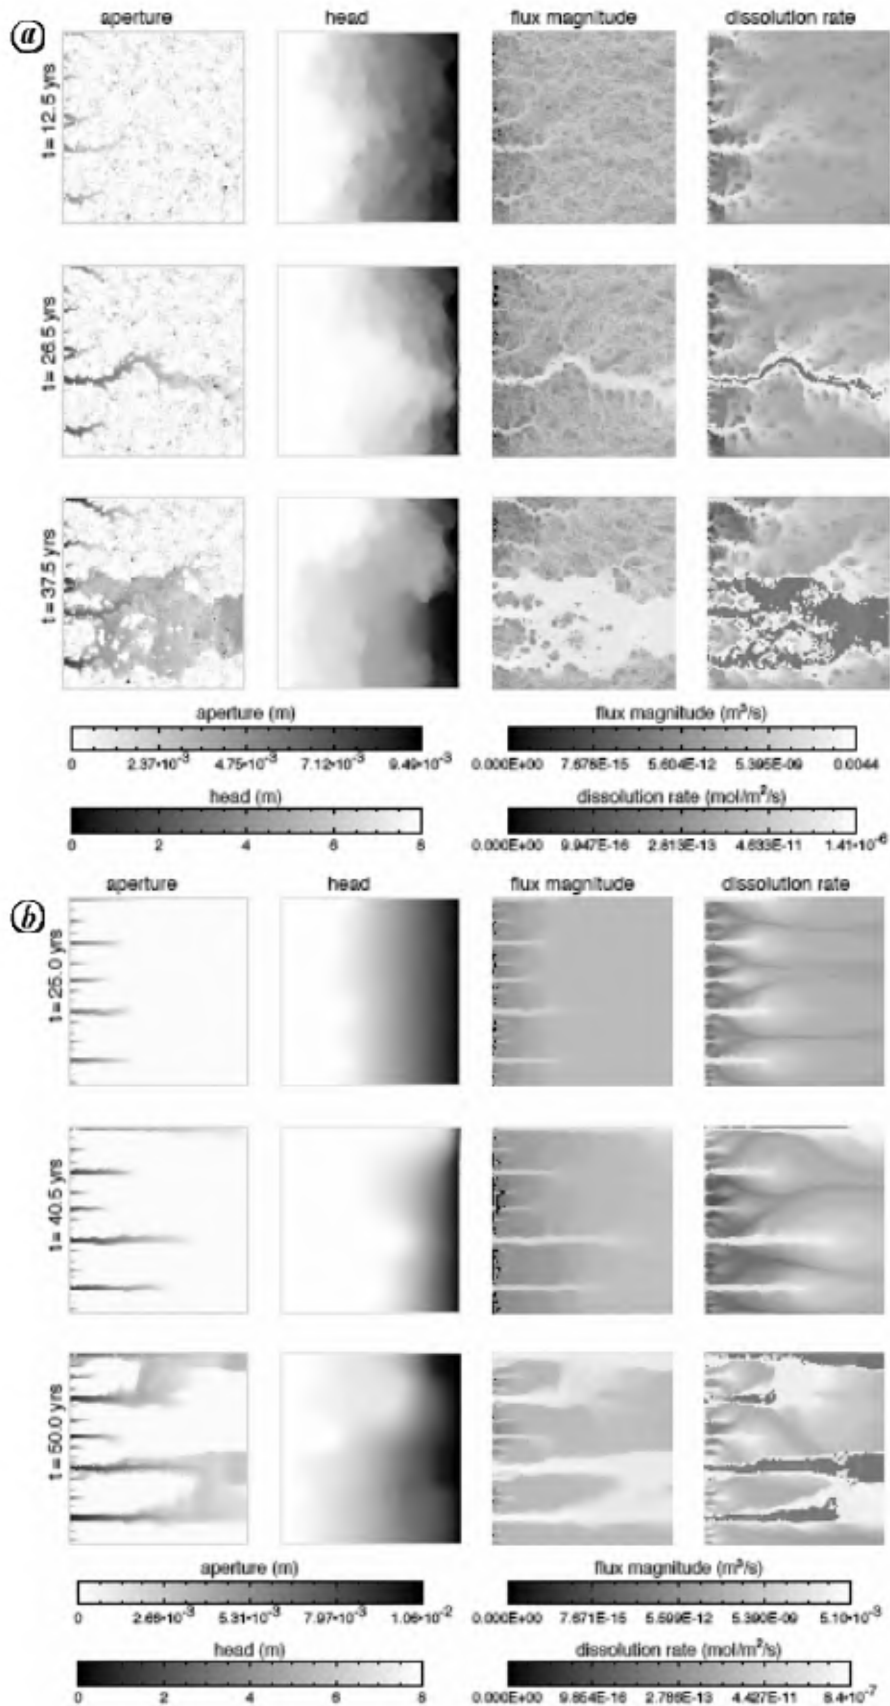 aperture head flux magnitude dissolution rate
a
t = 12.5 yrs
t = 26.5 yrs
t = 37.5 yrs
aperture (m) flux magnitude (m³/s)
0 2.37•10⁻³ 4.75•10⁻³ 7.12•10⁻³ 9.49•10⁻³ 0.000E+00 7.676E-15 5.604E-12 5.395E-09 0.0044
head (m) dissolution rate (mol/m²/s)
0 2 4 6 8 0.000E+00 9.947E-16 2.813E-13 4.633E-11 1.41•10⁻⁶
aperture head flux magnitude dissolution rate
b
t = 25.0 yrs
t = 40.5 yrs
t = 50.0 yrs
aperture (m) flux magnitude (m³/s)
0 2.66•10⁻³ 5.31•10⁻³ 7.97•10⁻³ 1.06•10⁻² 0.000E+00 7.671E-15 5.599E-12 5.390E-09 5.10•10⁻³
head (m) dissolution rate (mol/m²/s)
0 2 4 6 8 0.000E+00 9.654E-16 2.786E-13 4.427E-11 8.4•10⁻⁷